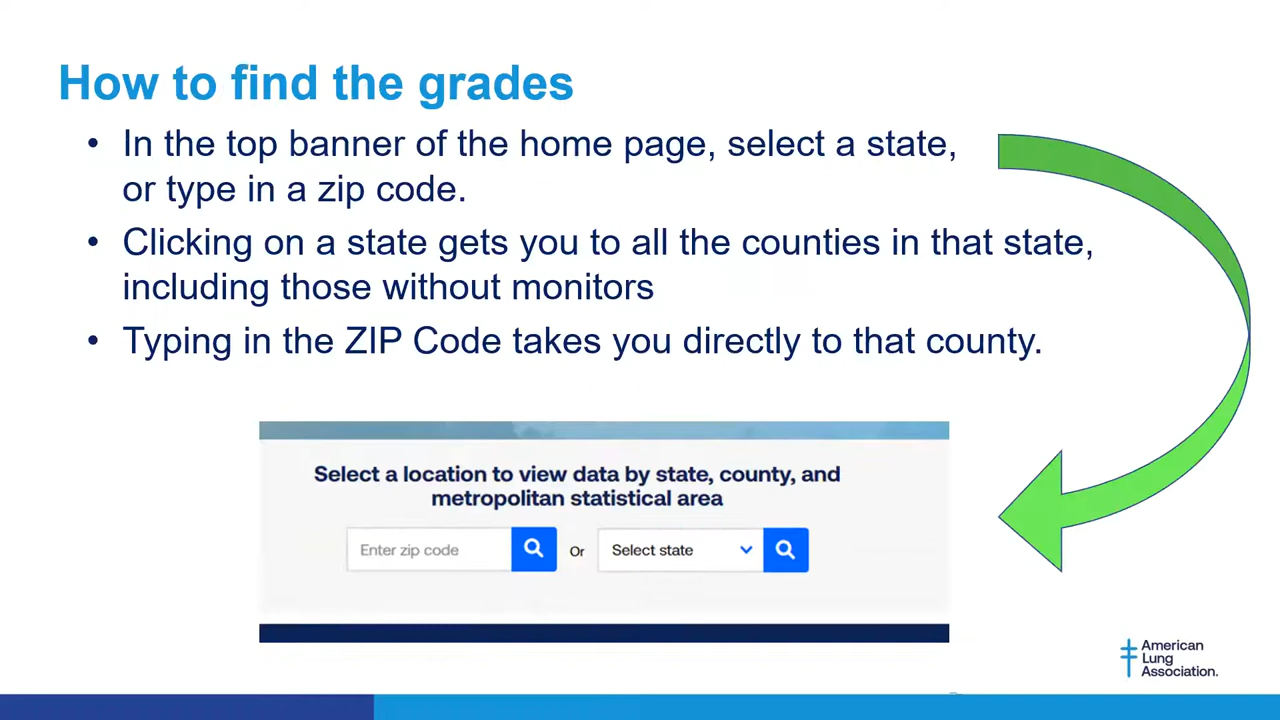 How to find the grades
• In the top banner of the home page, select a state,
or type in a zip code.
• Clicking on a state gets you to all the counties in that state,
including those without monitors
• Typing in the ZIP Code takes you directly to that county.
Select a location to view data by state, county, and
metropolitan statistical area
Enter zip code Or Select state
American
Lung
Association.